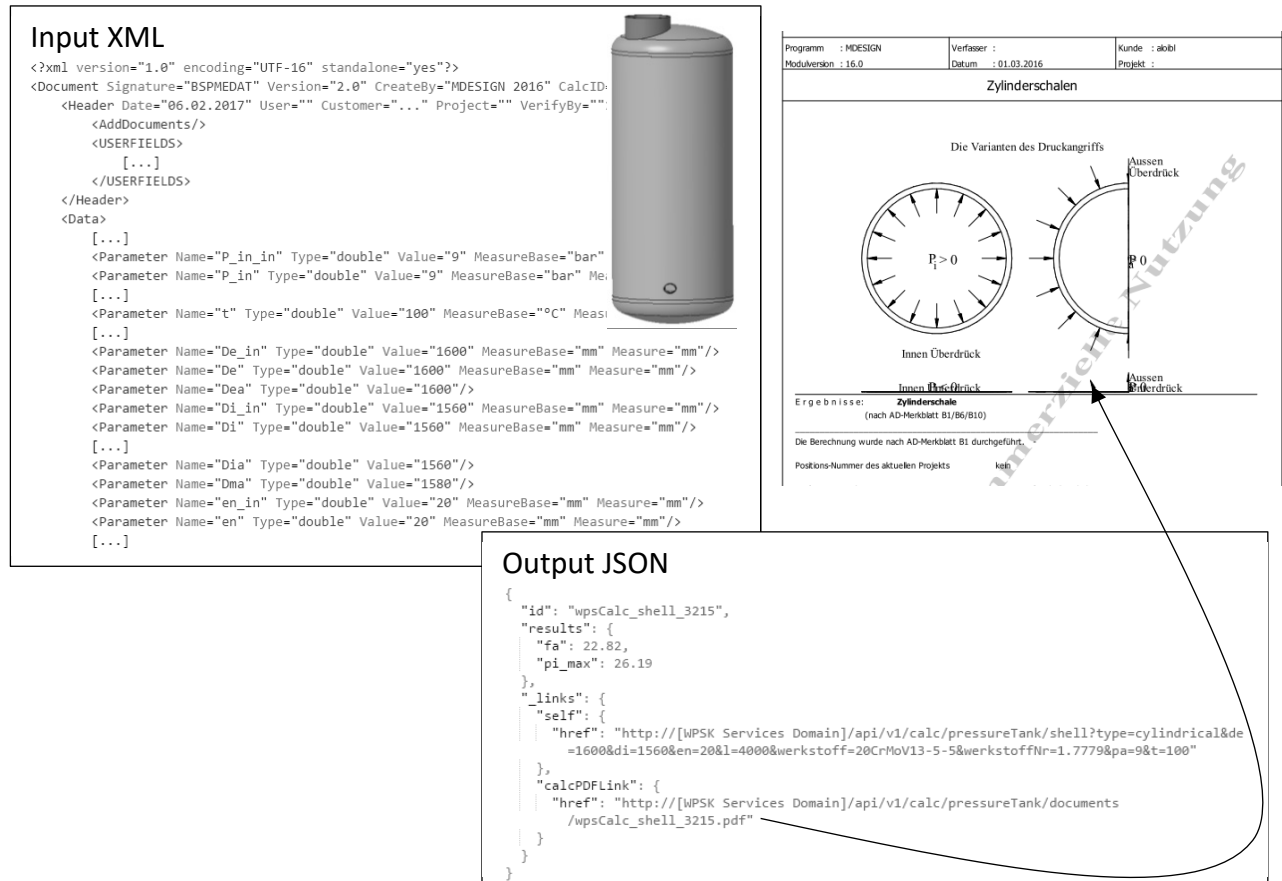 Input XML
<?xml version="1.0" encoding="UTF-16" standalone="yes"?>
<Document Signature="BSPMEDAT" Version="2.0" CreateBy="MDESIGN 2016" CalcID=
<Header Date="06.02.2017" User="" Customer="..." Project="" VerifyBy=""
<AddDocuments/>
<USERFIELDS>
[...]
</USERFIELDS>
</Header>
<Data>
[...]
<Parameter Name="P_in_in" Type="double" Value="9" MeasureBase="bar"
<Parameter Name="P_in" Type="double" Value="9" MeasureBase="bar"
[...]
<Parameter Name="t" Type="double" Value="100" MeasureBase="°C"
[...]
<Parameter Name="De_in" Type="double" Value="1600" MeasureBase="mm" Measure="mm"/>
<Parameter Name="De" Type="double" Value="1600" MeasureBase="mm" Measure="mm"/>
<Parameter Name="Dea" Type="double" Value="1600"/>
<Parameter Name="Di_in" Type="double" Value="1560" MeasureBase="mm" Measure="mm"/>
<Parameter Name="Di" Type="double" Value="1560" MeasureBase="mm" Measure="mm"/>
[...]
<Parameter Name="Dia" Type="double" Value="1560"/>
<Parameter Name="Dma" Type="double" Value="1580"/>
<Parameter Name="en_in" Type="double" Value="20" MeasureBase="mm" Measure="mm"/>
<Parameter Name="en" Type="double" Value="20" MeasureBase="mm" Measure="mm"/>
[...]
Programm : MDESIGN Verfasser : Kunde : aloibl
Modulversion : 16.0 Datum : 01.03.2016 Projekt :
Zylinderschalen
Die Varianten des Druckangriffs
Aussen
Überdrück
P_i > 0
0
Innen Überdrück
Innen
Aussen
Ergebnisse: Zylinderschale
(nach AD-Merkblatt B1/B6/B10)
Die Berechnung wurde nach AD-Merkblatt B1 durchgeführt.
Positions-Nummer des aktuellen Projekts kein
Nutzung
Output JSON
{
"id": "wpsCalc_shell_3215",
"results": {
"fa": 22.82,
"pi_max": 26.19
},
"_links": {
"self": {
"href": "http://[WPSK Services Domain]/api/v1/calc/pressureTank/shell?type=cylindrical&de
=1600&di=1560&en=20&l=4000&werkstoff=20CrMoV13-5-5&werkstoffNr=1.7779&pa=9&t=100"
},
"calcPDFLink": {
"href": "http://[WPSK Services Domain]/api/v1/calc/pressureTank/documents
/wpsCalc_shell_3215.pdf"
}
}
}